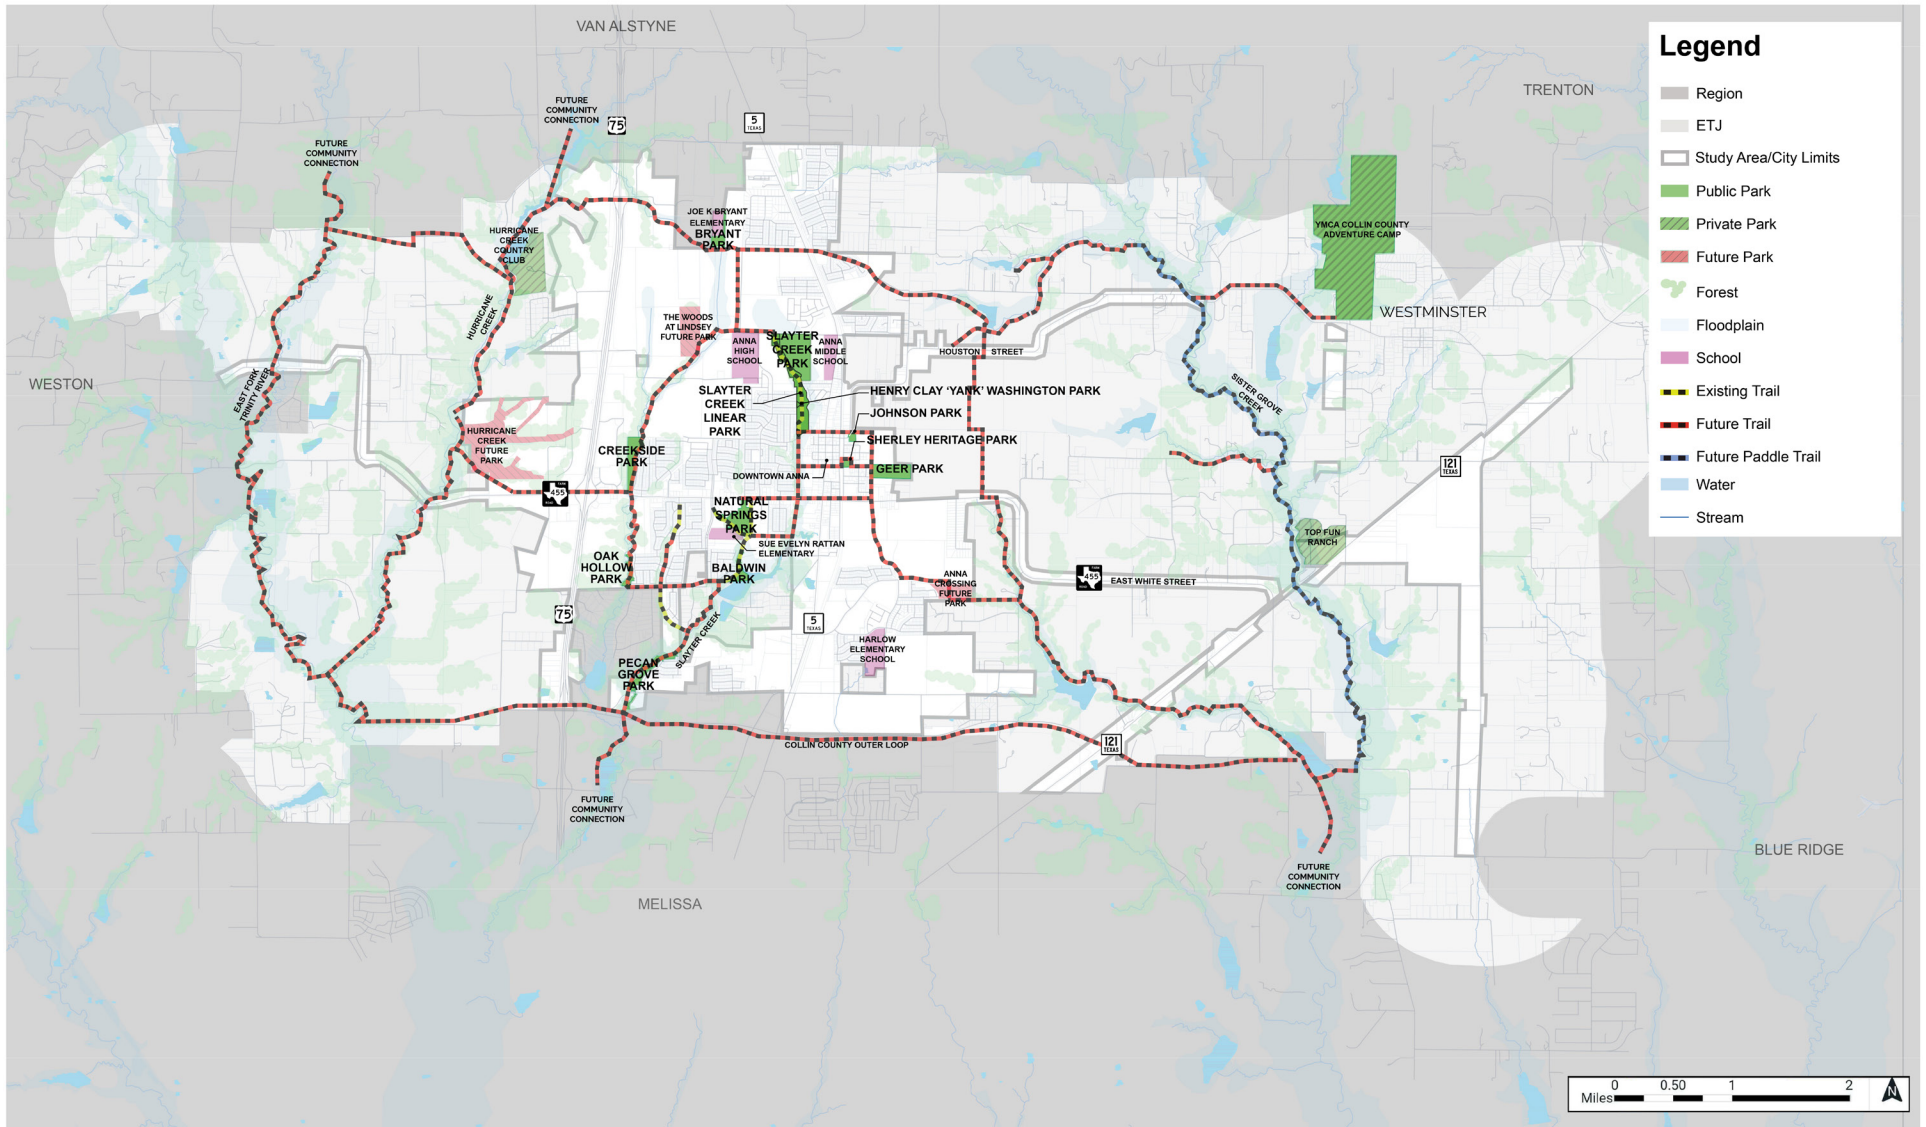 VAN ALSTYNE
TRENTON
WESTON
WESTMINSTER
MELISSA
BLUE RIDGE
FUTURE
COMMUNITY
CONNECTION
75
5
TEXAS
FUTURE
COMMUNITY
CONNECTION
JOE K BRYANT
ELEMENTARY
BRYANT
PARK
HURRICANE
CREEK
COUNTRY
CLUB
YMCA COLLIN COUNTY
ADVENTURE CAMP
HURRICANE
CREEK
THE WOODS
AT LINDSEY
FUTURE PARK
ANNA
HIGH
SCHOOL
SLAYTER
CREEK
PARK
ANNA
MIDDLE
SCHOOL
HOUSTON STREET
EAST FORK
TRINITY RIVER
SLAYTER
CREEK
LINEAR
PARK
HENRY CLAY ‘YANK’ WASHINGTON PARK
JOHNSON PARK
SHERLEY HERITAGE PARK
SISTER GROVE
CREEK
HURRICANE
CREEK
FUTURE
PARK
CREEKSIDE
PARK
DOWNTOWN ANNA
GEER PARK
121
TEXAS
455
NATURAL
SPRINGS
PARK
SUE EVELYN RATTAN
ELEMENTARY
TOP FUN
RANCH
OAK
HOLLOW
PARK
BALDWIN
PARK
ANNA
CROSSING
FUTURE
PARK
455
EAST WHITE STREET
75
5
TEXAS
SLAYTER CREEK
HARLOW
ELEMENTARY
SCHOOL
PECAN
GROVE
PARK
COLLIN COUNTY OUTER LOOP
121
TEXAS
FUTURE
COMMUNITY
CONNECTION
FUTURE
COMMUNITY
CONNECTION
Legend
Region
ETJ
Study Area/City Limits
Public Park
Private Park
Future Park
Forest
Floodplain
School
Existing Trail
Future Trail
Future Paddle Trail
Water
Stream
0 0.50 1 2
Miles
N